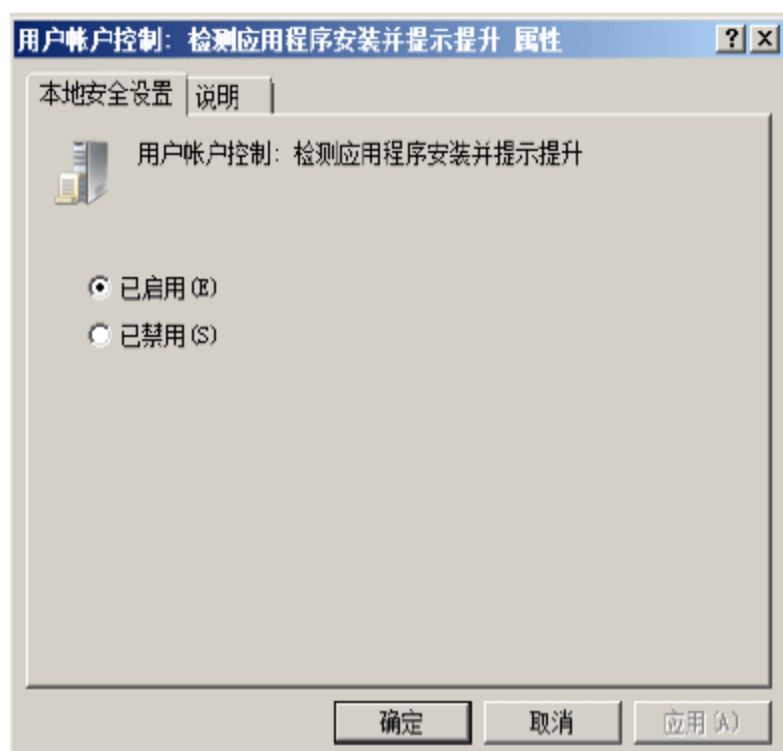 用户帐户控制: 检测应用程序安装并提示提升 属性
本地安全设置 说明
用户帐户控制: 检测应用程序安装并提示提升
已启用(E)
已禁用(S)
确定 取消 应用(A)